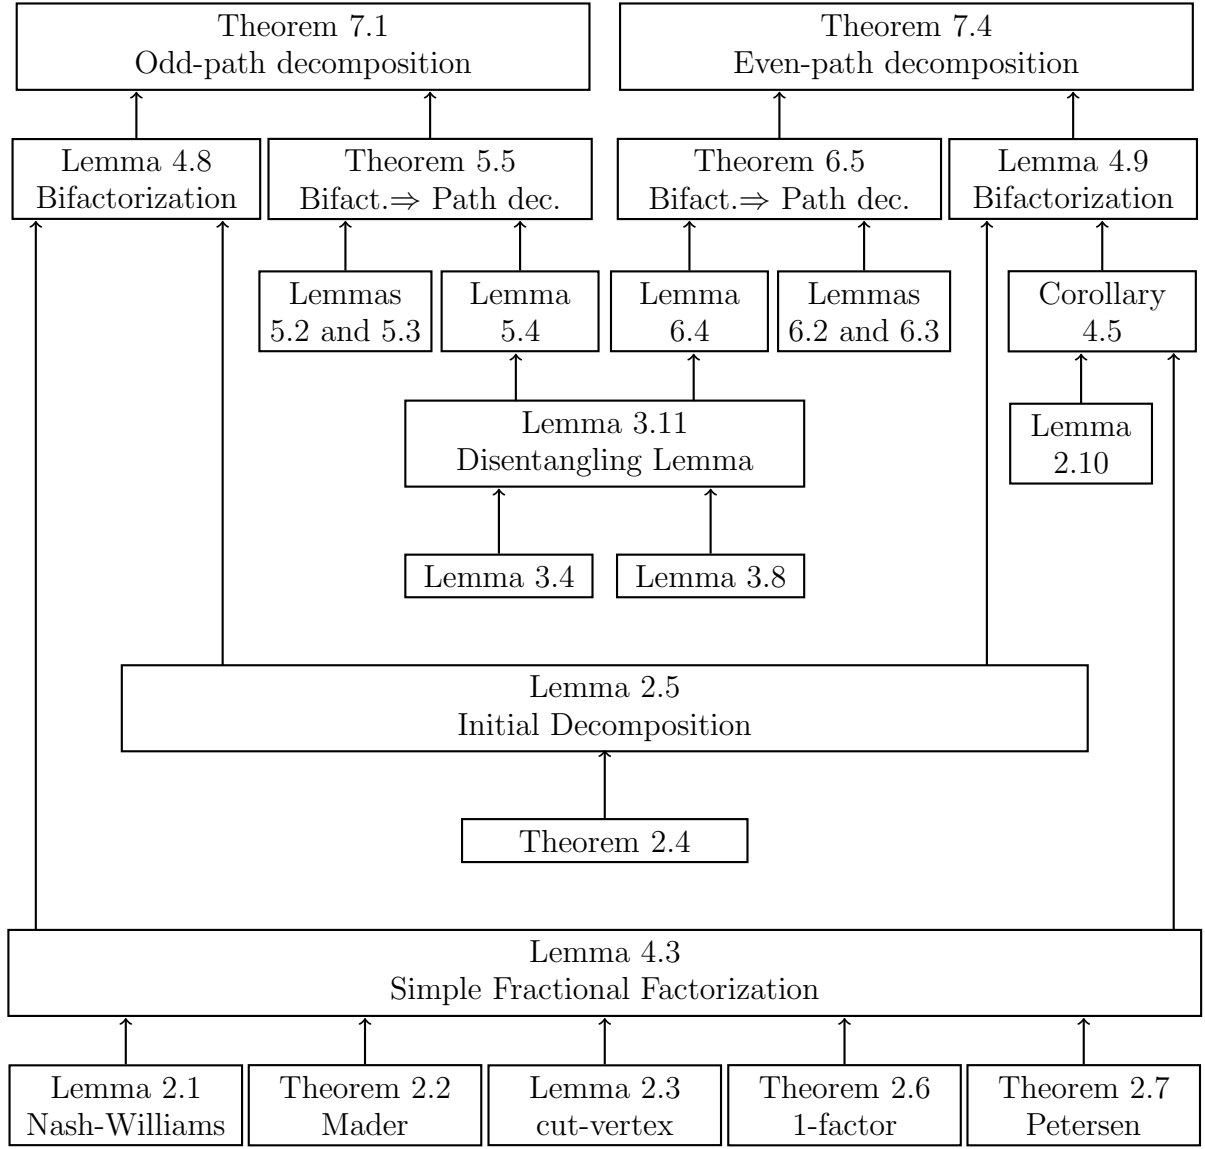 Theorem 7.1
Odd-path decomposition
Theorem 7.4
Even-path decomposition
Lemma 4.8
Bifactorization
Theorem 5.5
Bifact.⇒ Path dec.
Theorem 6.5
Bifact.⇒ Path dec.
Lemma 4.9
Bifactorization
Lemmas
5.2 and 5.3
Lemma
5.4
Lemma
6.4
Lemmas
6.2 and 6.3
Corollary
4.5
Lemma 3.11
Disentangling Lemma
Lemma
2.10
Lemma 3.4
Lemma 3.8
Lemma 2.5
Initial Decomposition
Theorem 2.4
Lemma 4.3
Simple Fractional Factorization
Lemma 2.1
Nash-Williams
Theorem 2.2
Mader
Lemma 2.3
cut-vertex
Theorem 2.6
1-factor
Theorem 2.7
Petersen